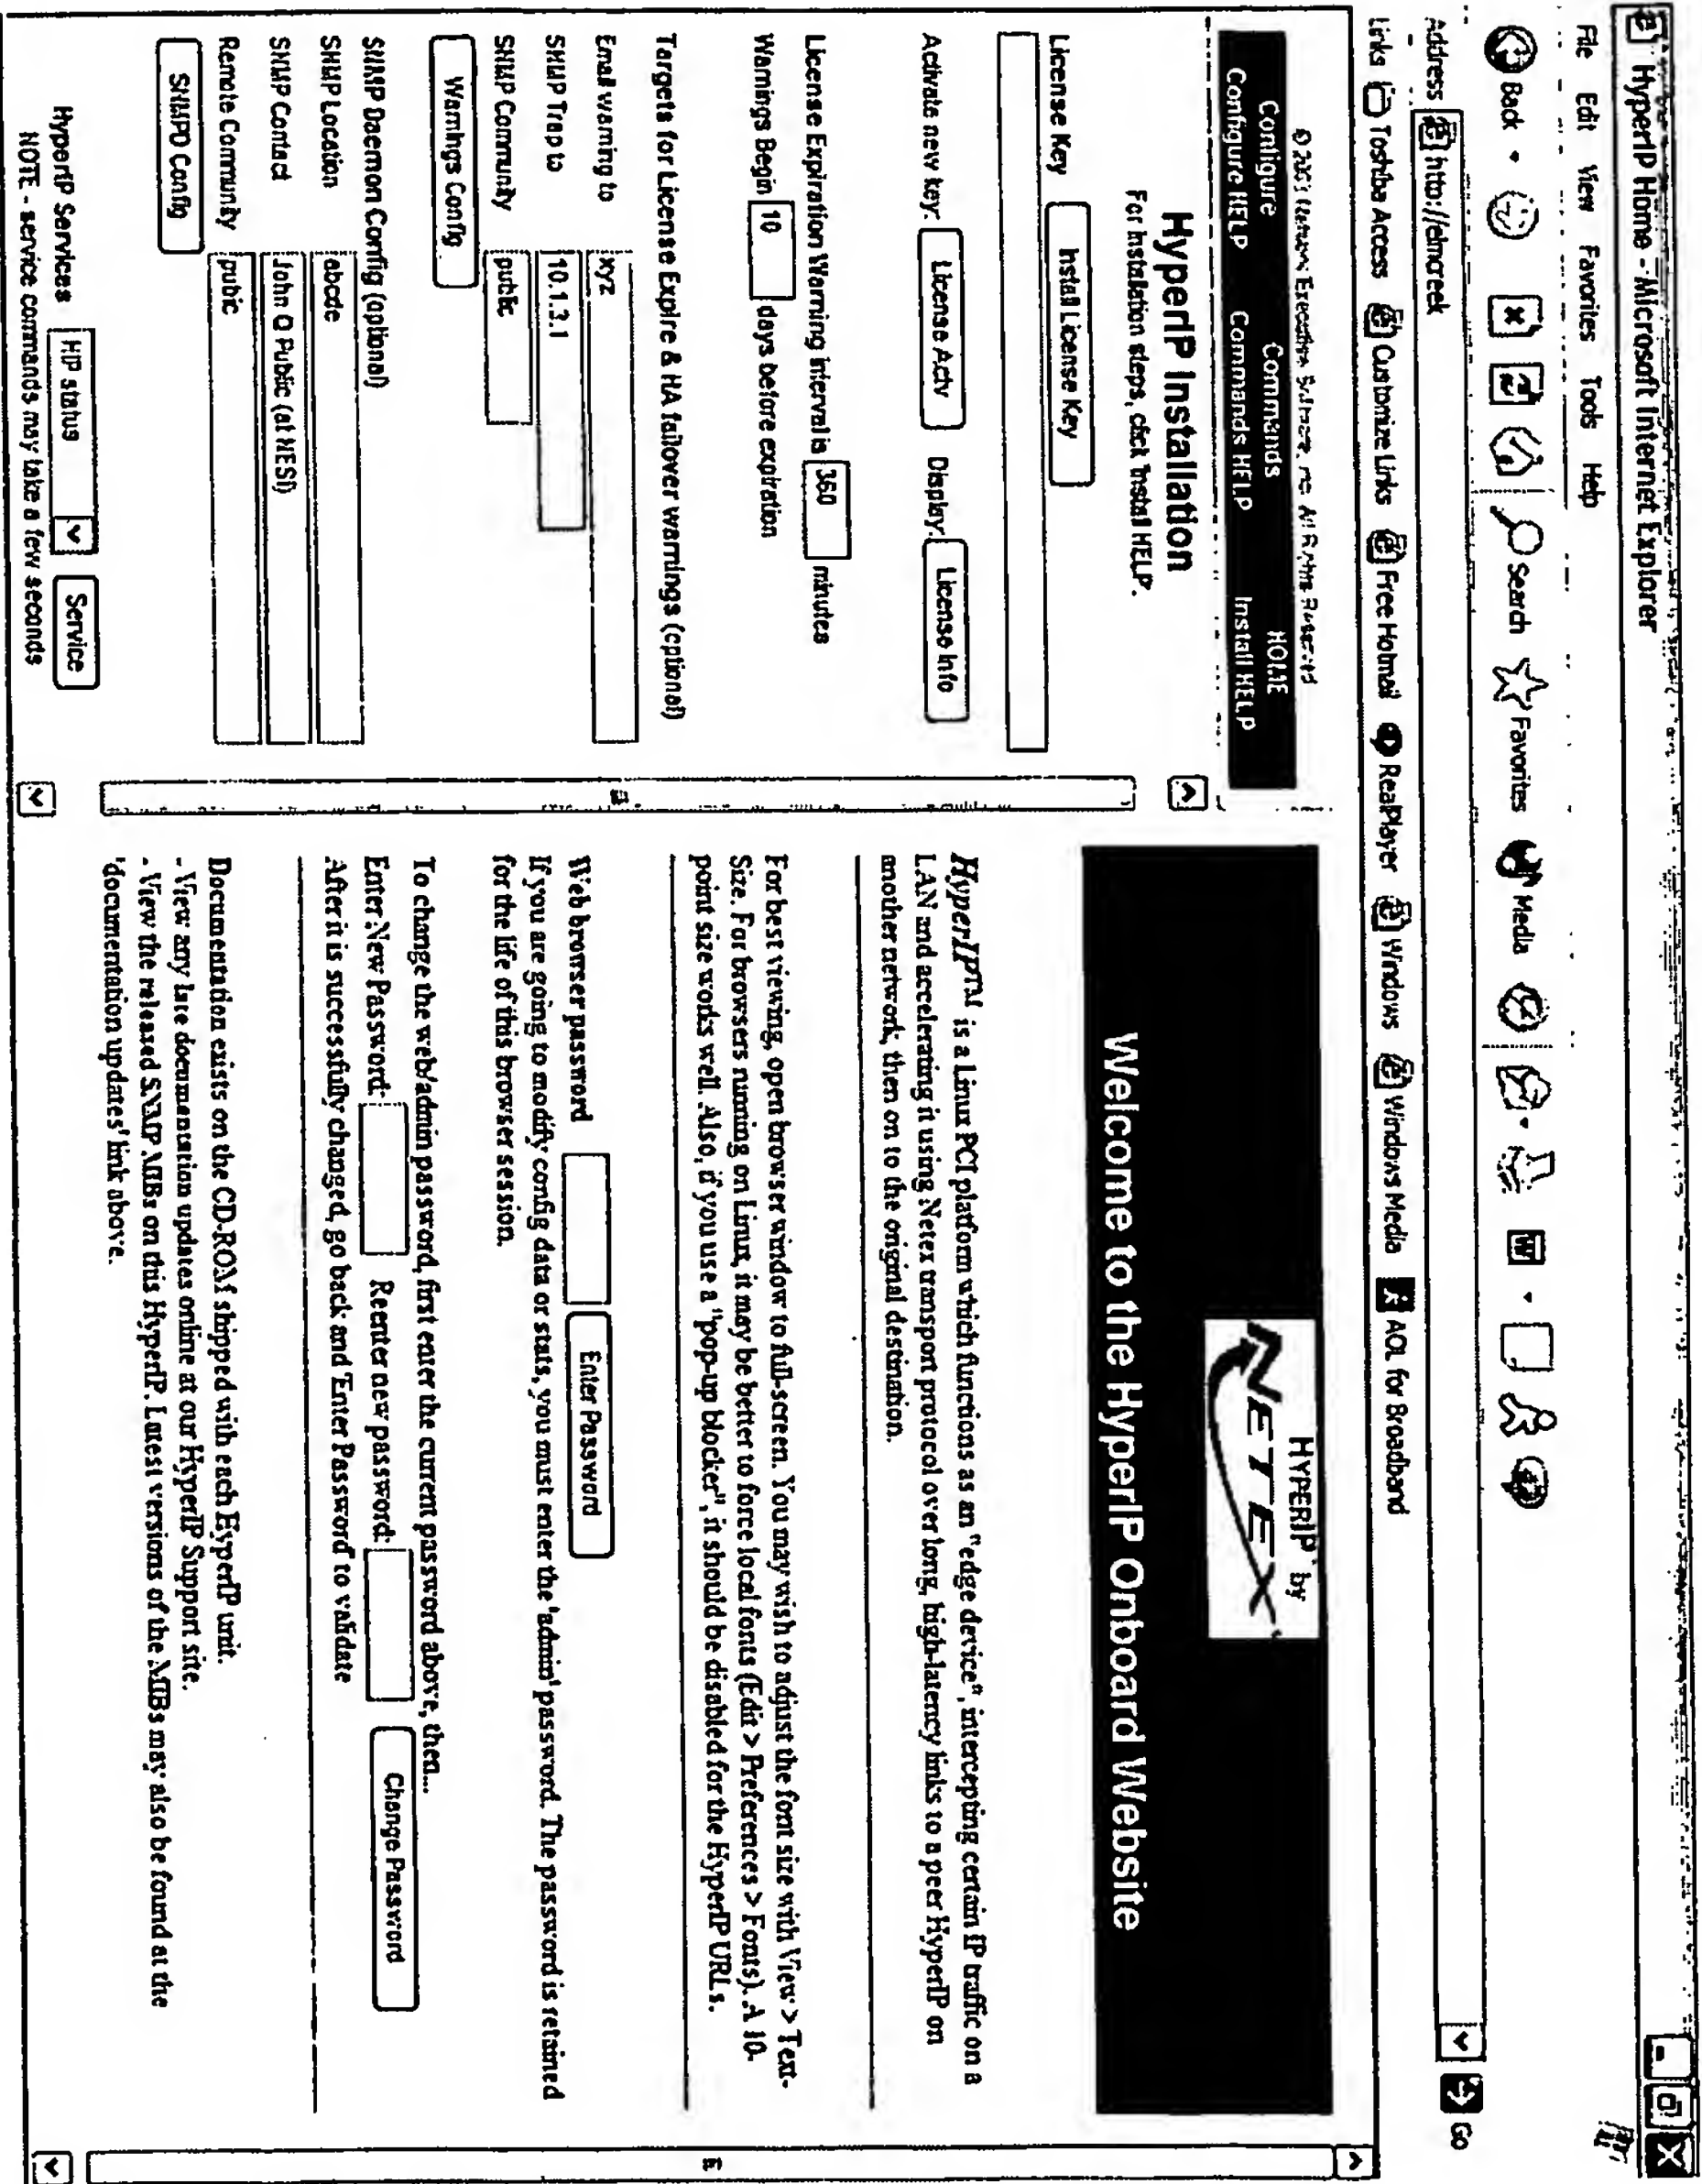 HyperIP Home - Microsoft Internet Explorer
File Edit View Favorites Tools Help
Back Search Favorites Media
Address http://elmcreek Go
Links Toshiba Access Customize Links Free Hotmail RealPlayer Windows Windows Media AOL for Broadband
All Rights Reserved
Configure Commands HOME
Configure HELP Commands HELP Install HELP
HyperIP Installation
For installation steps, click 'Install HELP'.
License Key Install License Key
Activate new key: License Actv Display: License Info
License Expiration Warning interval is 360 minutes
Warnings Begin 10 days before expiration
Targets for License Expire & HA failover warnings (optional)
Email warning to xyz
SNMP Trap to 10.1.3.1
SNMP Community public
Warnings Config
SNMP Daemon Config (optional)
SNMP Location abcde
SNMP Contact John Q Public (at NESI)
Remote Community public
SNMPD Config
HyperIP Services HIP status Service
NOTE - service commands may take a few seconds
HYPERIP by
NETEX
Welcome to the HyperIP Onboard Website
HyperIP™ is a Linux PCI platform which functions as an "edge device", intercepting certain IP traffic on a
LAN and accelerating it using Netex transport protocol over long, high-latency links to a peer HyperIP on
another network, then on to the original destination.
For best viewing, open browser window to full-screen. You may wish to adjust the font size with View > Text-
Size. For browsers running on Linux, it may be better to force local fonts (Edit > Preferences > Fonts). A 10-
point size works well. Also, if you use a "pop-up blocker", it should be disabled for the HyperIP URLs.
Web browser password Enter Password
If you are going to modify config data or stats, you must enter the 'admin' password. The password is retained
for the life of this browser session.
To change the web/admin password, first enter the current password above, then...
Enter New Password: Reenter new password: Change Password
After it is successfully changed, go back and 'Enter Password' to validate
Documentation exists on the CD-ROM shipped with each HyperIP unit.
- View any late documentation updates online at our HyperIP Support site.
- View the released SNMP MIBs on this HyperIP. Latest versions of the MIBs may also be found at the
'documentation updates' link above.